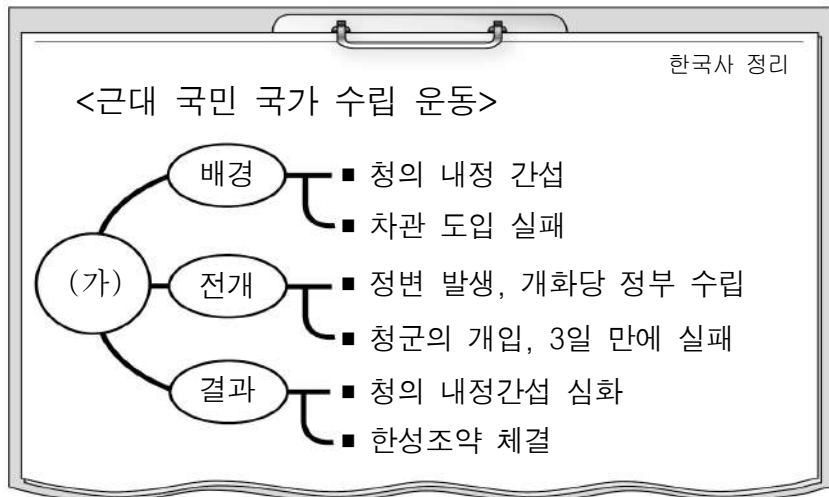 한국사 정리
<근대 국민 국가 수립 운동>
(가)
배경
■ 청의 내정 간섭
■ 차관 도입 실패
전개
■ 정변 발생, 개화당 정부 수립
■ 청군의 개입, 3일 만에 실패
결과
■ 청의 내정간섭 심화
■ 한성조약 체결